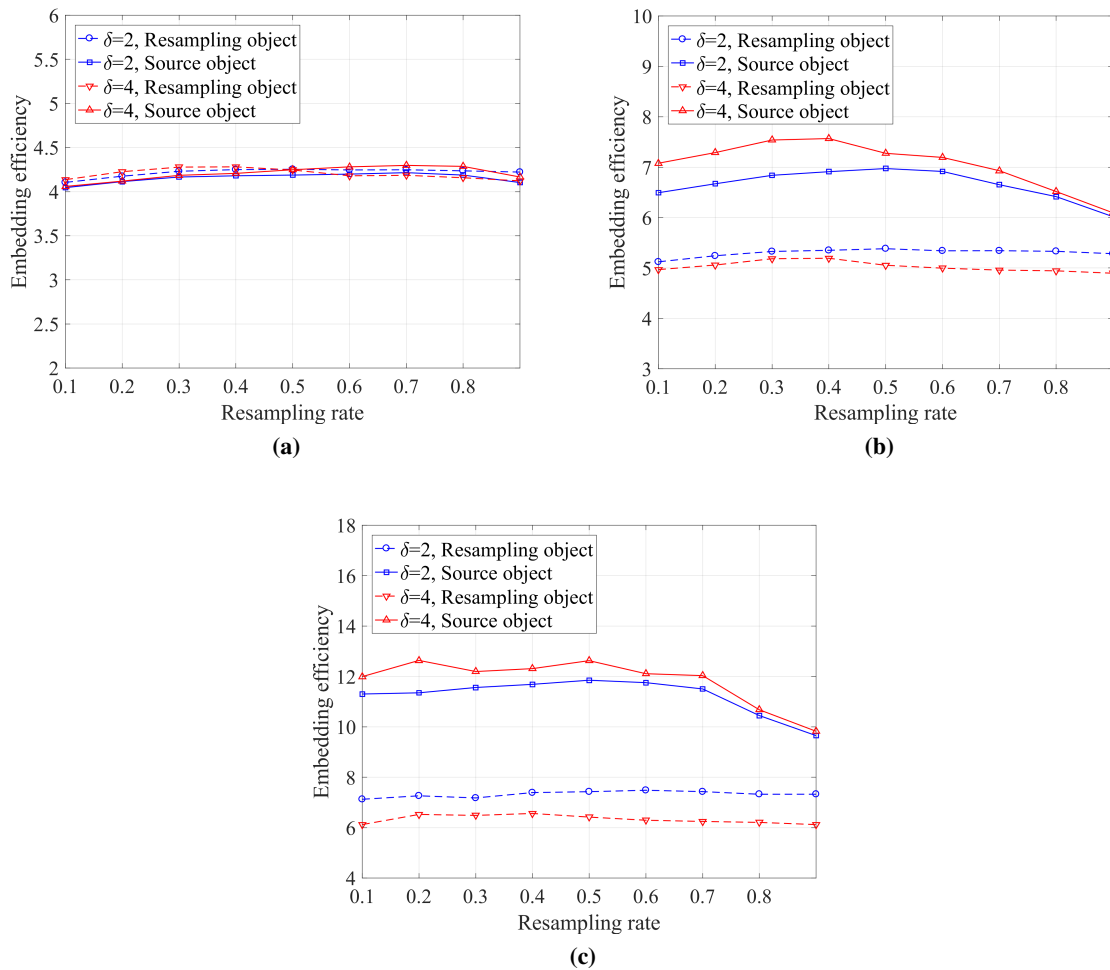 6
5.5
5
4.5
4
3.5
3
2.5
2
Embedding efficiency
δ=2, Resampling object
δ=2, Source object
δ=4, Resampling object
δ=4, Source object
0.1 0.2 0.3 0.4 0.5 0.6 0.7 0.8
Resampling rate
(a)
10
9
8
7
6
5
4
3
Embedding efficiency
δ=2, Resampling object
δ=2, Source object
δ=4, Resampling object
δ=4, Source object
0.1 0.2 0.3 0.4 0.5 0.6 0.7 0.8
Resampling rate
(b)
18
16
14
12
10
8
6
4
Embedding efficiency
δ=2, Resampling object
δ=2, Source object
δ=4, Resampling object
δ=4, Source object
0.1 0.2 0.3 0.4 0.5 0.6 0.7 0.8
Resampling rate
(c)